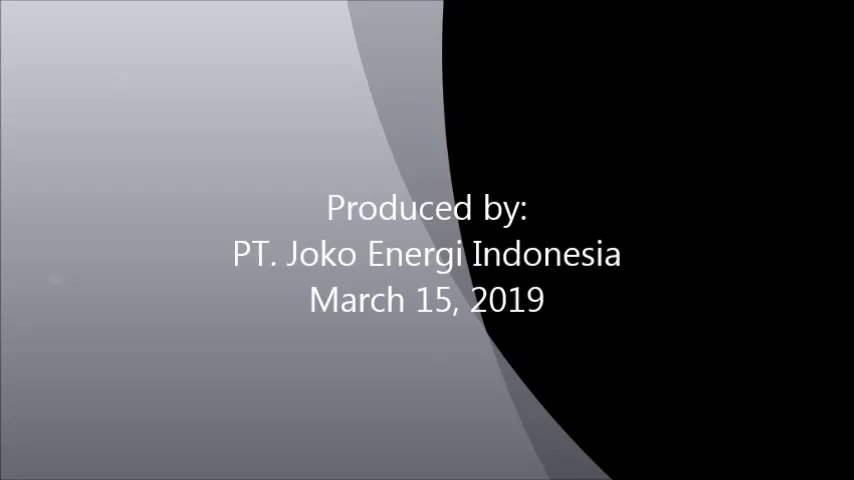 Produced by:
PT. Joko Energi Indonesia
March 15, 2019